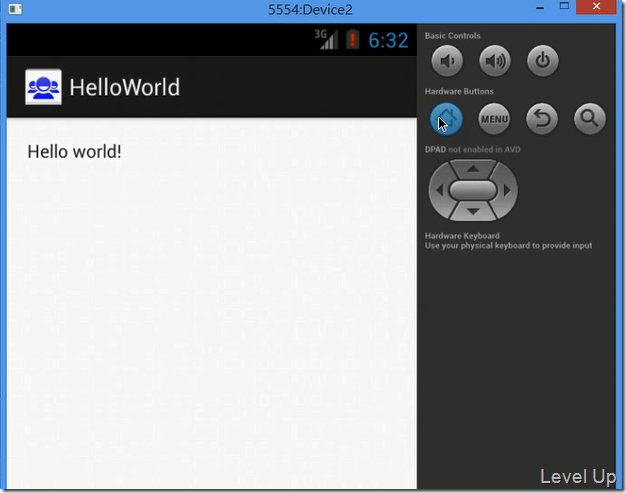 5554:Device2
3G 6:32
HelloWorld
Hello world!
Basic Controls
Hardware Buttons
MENU
DPAD not enabled in AVD
Hardware Keyboard
Use your physical keyboard to provide input
Level Up